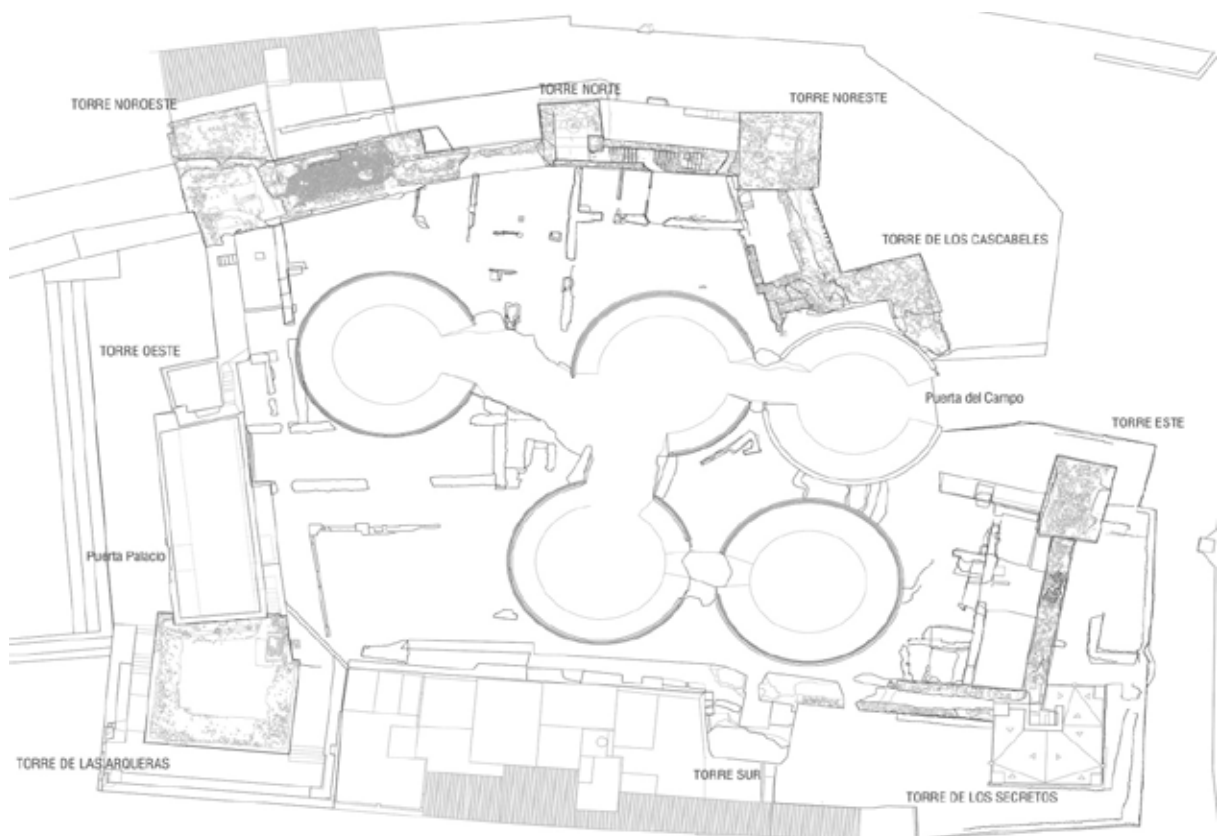 TORRE NORTE
TORRE NOROESTE
TORRE NORESTE
TORRE DE LOS CASCABELES
TORRE OESTE
Puerta del Campo
TORRE ESTE
Puerta Palacio
TORRE DE LAS ARQUERAS
TORRE SUR
TORRE DE LOS SECRETOS